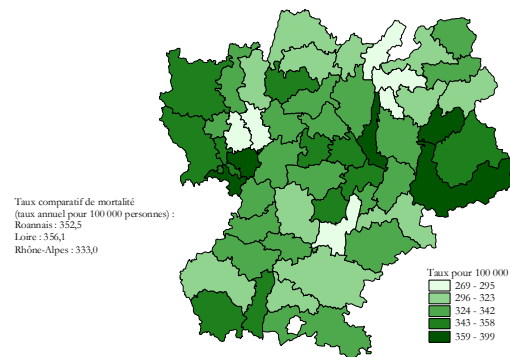 Taux comparatif de mortalité
(taux annuel pour 100 000 personnes) :
Roannais : 352,5
Loire : 356,1
Rhône-Alpes : 333,0
Taux pour 100 000
269 - 295
296 - 323
324 - 342
343 - 358
359 - 399